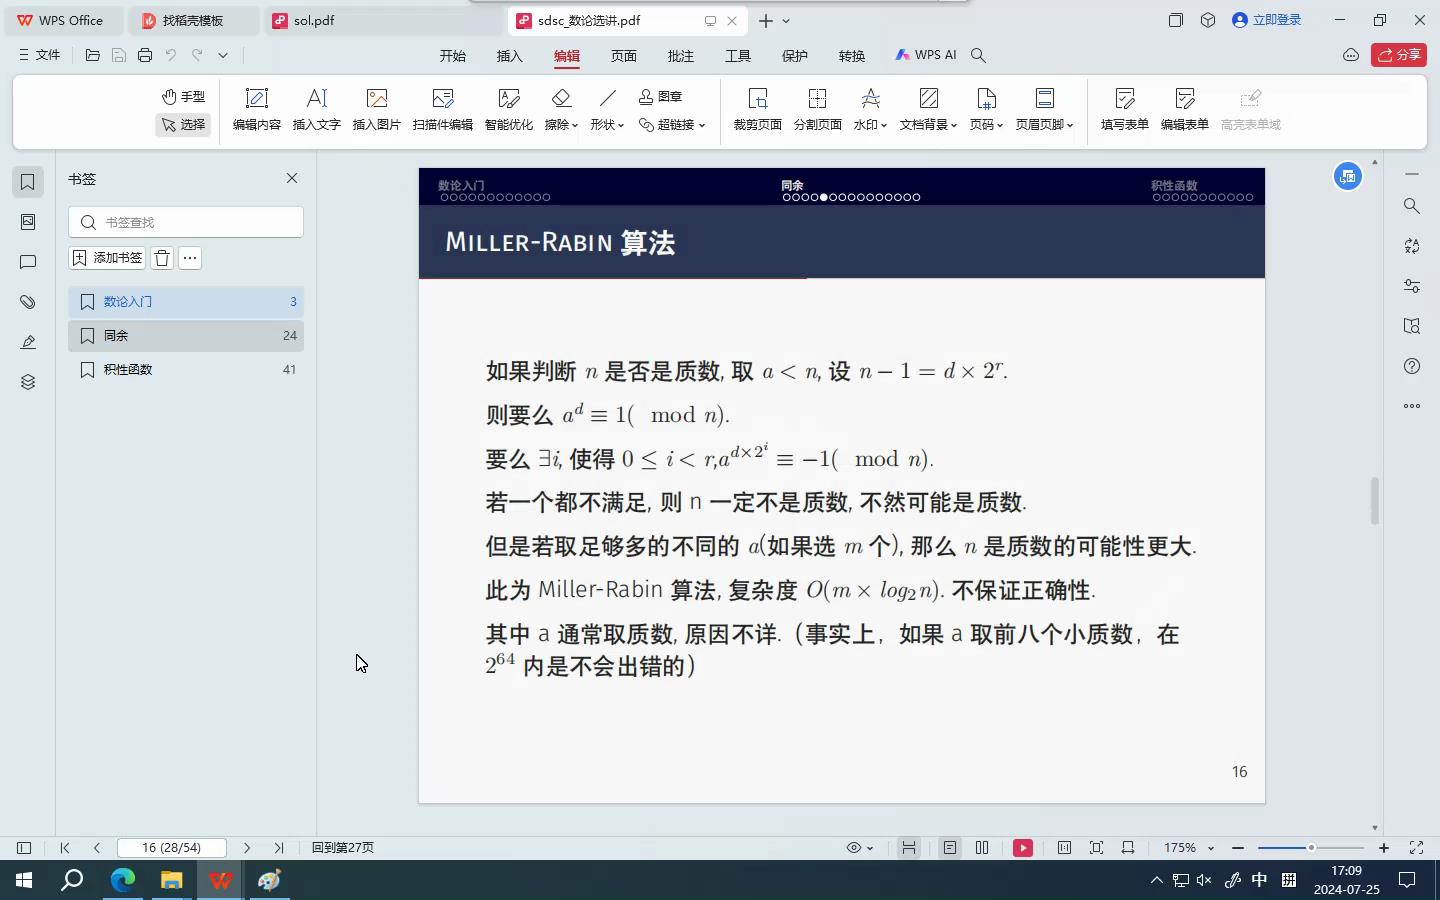 WPS Office
找稻壳模板
sol.pdf
sdsc_数论选讲.pdf
立即登录
文件
开始
插入
编辑
页面
批注
工具
保护
转换
WPS AI
分享
手型
选择
编辑内容
插入文字
插入图片
扫描件编辑
智能优化
擦除
形状
图章
超链接
裁剪页面
分割页面
水印
文档背景
页码
页眉页脚
填写表单
编辑表单
高亮表单域
书签
书签查找
添加书签
数论入门 3
同余 24
积性函数 41
数论入门 同余 积性函数
MILLER-RABIN 算法
如果判断 n 是否是质数, 取 a < n, 设 n − 1 = d × 2^r.
则要么 a^d ≡ 1( mod n).
要么 ∃i, 使得 0 ≤ i < r,a^{d×2^i} ≡ −1( mod n).
若一个都不满足, 则 n 一定不是质数, 不然可能是质数.
但是若取足够多的不同的 a(如果选 m 个), 那么 n 是质数的可能性更大.
此为 Miller-Rabin 算法, 复杂度 O(m × log₂n). 不保证正确性.
其中 a 通常取质数, 原因不详.（事实上，如果 a 取前八个小质数，在
2^64 内是不会出错的）
16
16 (28/54)
回到第27页
175%
中
拼
17:09
2024-07-25